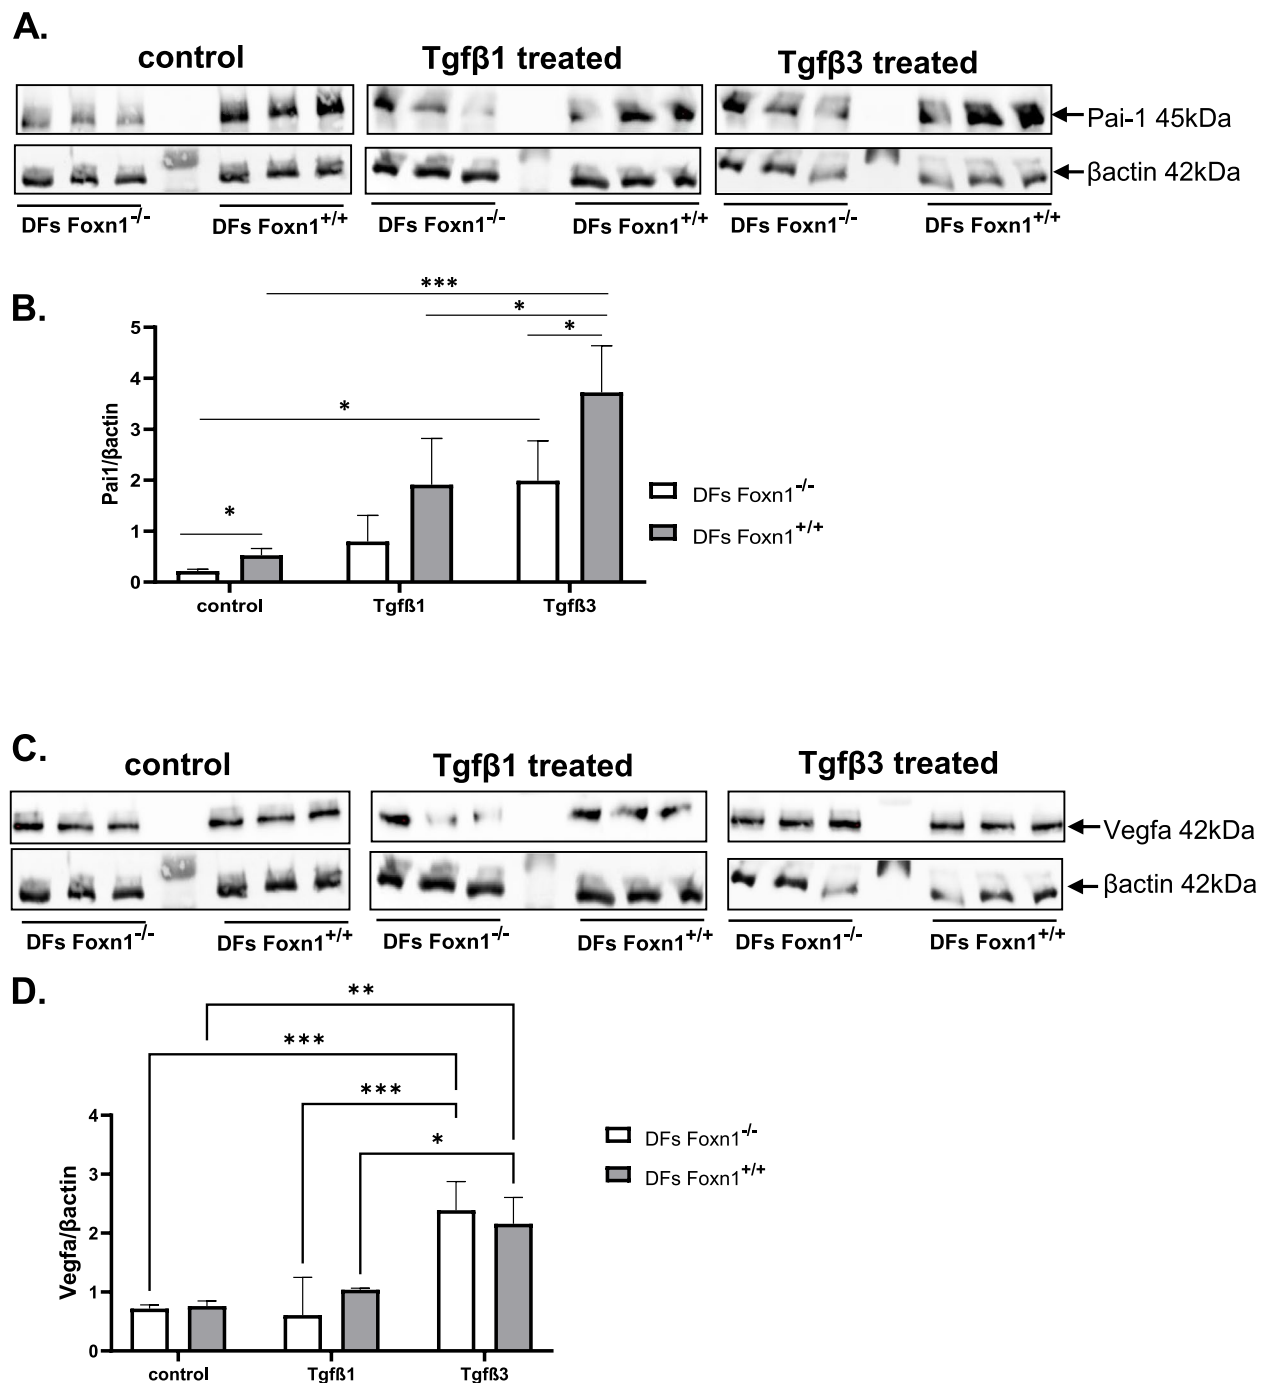 A.
control Tgfβ1 treated Tgfβ3 treated
Pai-1 45kDa
βactin 42kDa
DFs Foxn1-/- DFs Foxn1+/+ DFs Foxn1-/- DFs Foxn1+/+ DFs Foxn1-/- DFs Foxn1+/+
B.
***
*
*
*
*
Pai1/βactin
5
4
3
2
1
0
control Tgfß1 Tgfß3
DFs Foxn1-/-
DFs Foxn1+/+
C.
control Tgfβ1 treated Tgfβ3 treated
Vegfa 42kDa
βactin 42kDa
DFs Foxn1-/- DFs Foxn1+/+ DFs Foxn1-/- DFs Foxn1+/+ DFs Foxn1-/- DFs Foxn1+/+
D.
**
***
***
*
Vegfa/βactin
4
3
2
1
0
control Tgfß1 Tgfß3
DFs Foxn1-/-
DFs Foxn1+/+